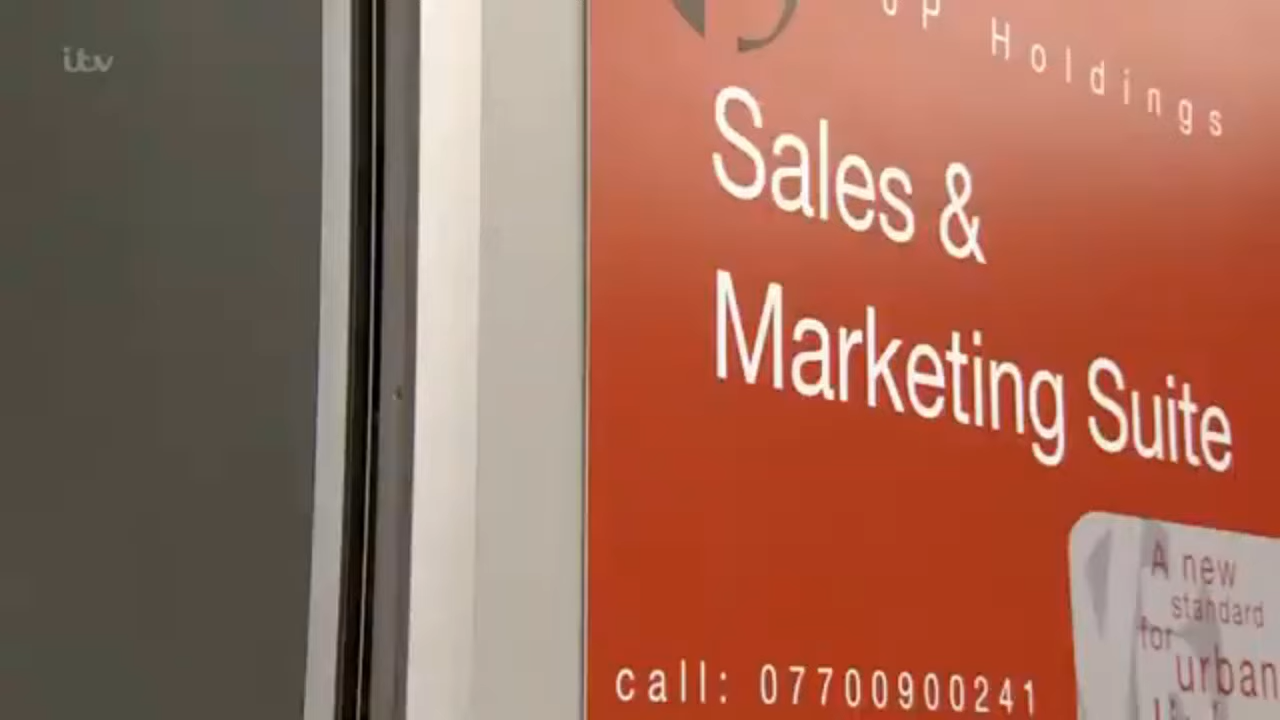 itv
Holdings
Sales &
Marketing Suite
A new
standard
for
urban
call: 07700900241